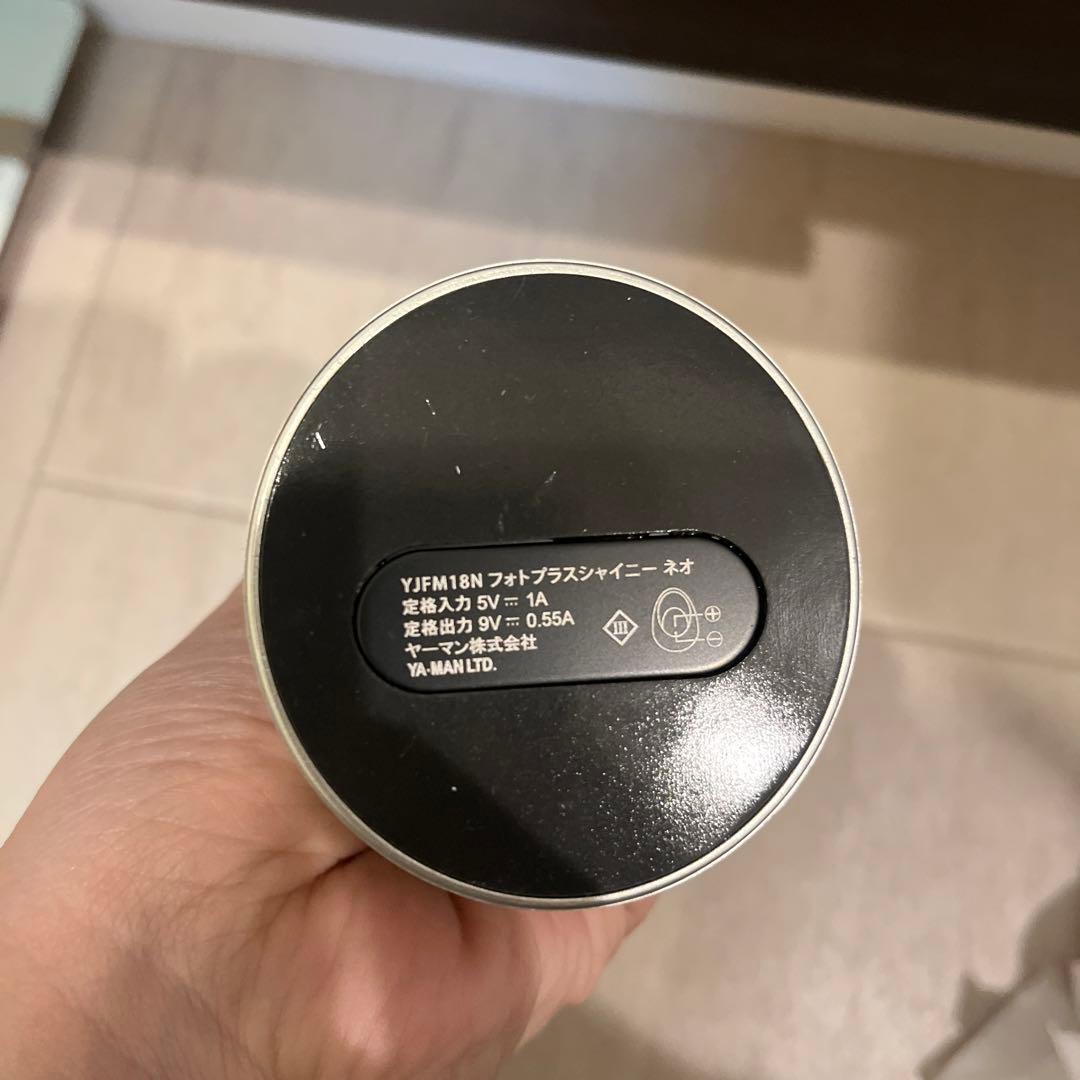 YJFM18N フォトプラスシャイニー ネオ
定格入力 5V⎓ 1A
定格出力 9V⎓ 0.55A
ヤーマン株式会社
YA-MAN LTD.
III
+
-